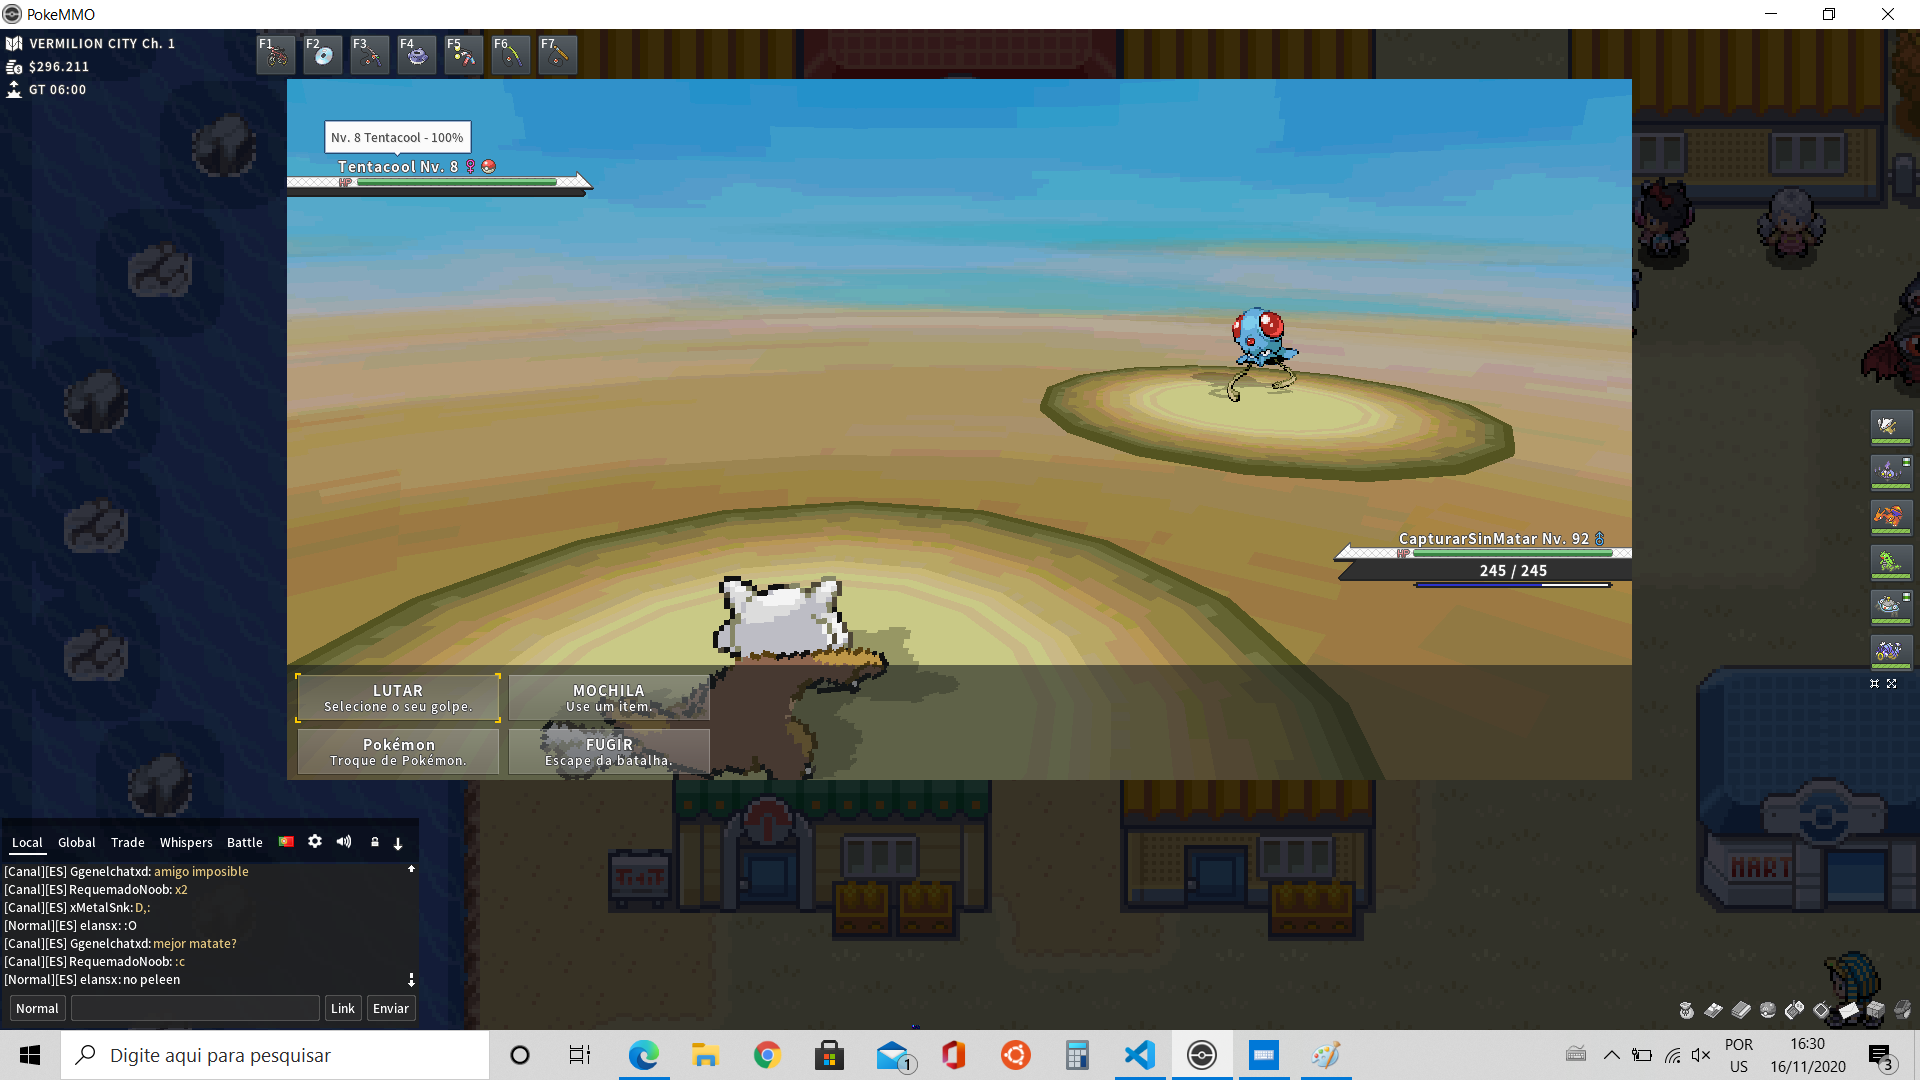 PokeMMO
VERMILION CITY Ch. 1
$296.211
GT 06:00
F1 F2 F3 F4 F5 F6 F7
Nv. 8 Tentacool - 100%
Tentacool Nv. 8
HP
CapturarSinMatar Nv. 92
HP
245 / 245
LUTAR
Selecione o seu golpe.
MOCHILA
Use um item.
Pokémon
Troque de Pokémon.
FUGIR
Escape da batalha.
MART
Local Global Trade Whispers Battle
[Canal][ES] Ggenelchatxd: amigo imposible
[Canal][ES] RequemadoNoob: x2
[Canal][ES] xMetalSnk: D,:
[Normal][ES] elansx: :O
[Canal][ES] Ggenelchatxd: mejor matate?
[Canal][ES] RequemadoNoob: :c
[Normal][ES] elansx: no peleen
Normal Link Enviar
Digite aqui para pesquisar
1
POR
US
16:30
16/11/2020
3